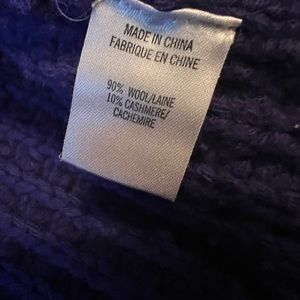 MADE IN CHINA
FABRIQUE EN CHINE
90% WOOL/LAINE
10% CASHMERE/
CACHEMIRE